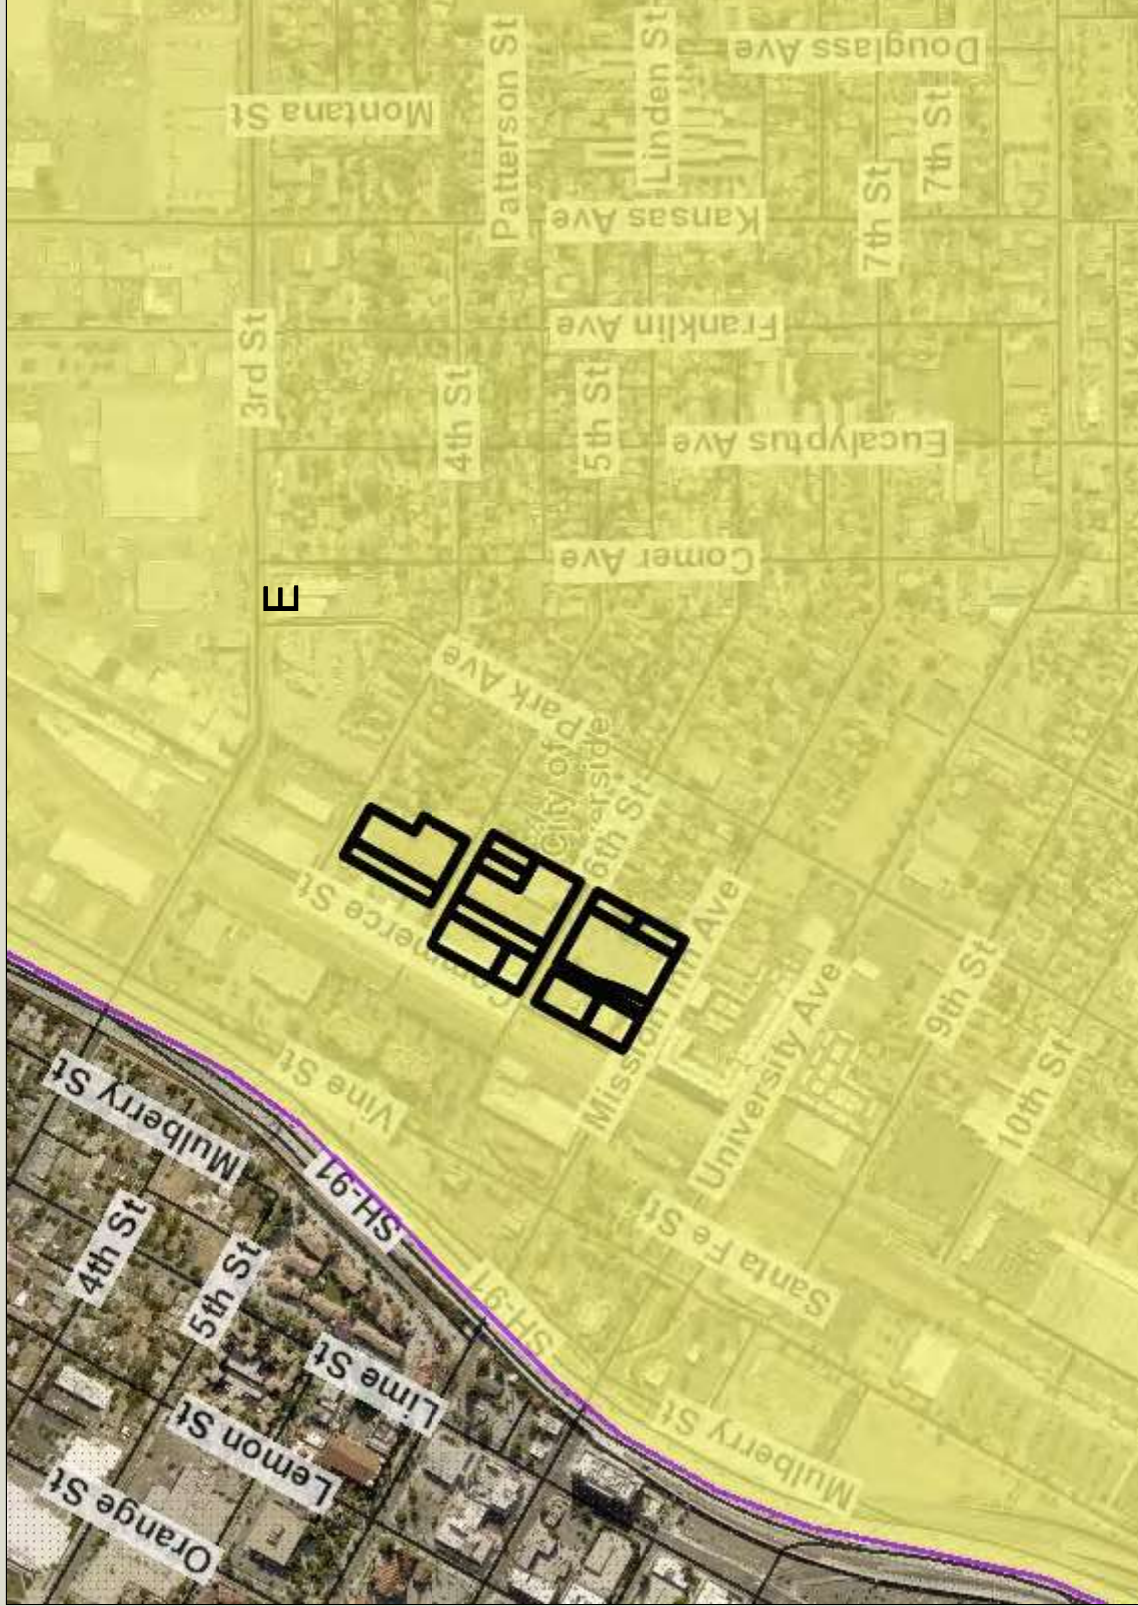 Patterson St
Linden St
Douglass Ave
Montana St
7th St
Kansas Ave
7th St
3rd St
Franklin Ave
4th St
5th St
Eucalyptus Ave
Comer Ave
E
Park Ave
City of
6th St
Commerce St
Ave
Mission Inn
Vine St
University Ave
9th St
10th St
Mulberry St
SH-91
4th St
5th St
Santa Fe St
SH-91
Lime St
Lemon St
Mulberry St
Orange St